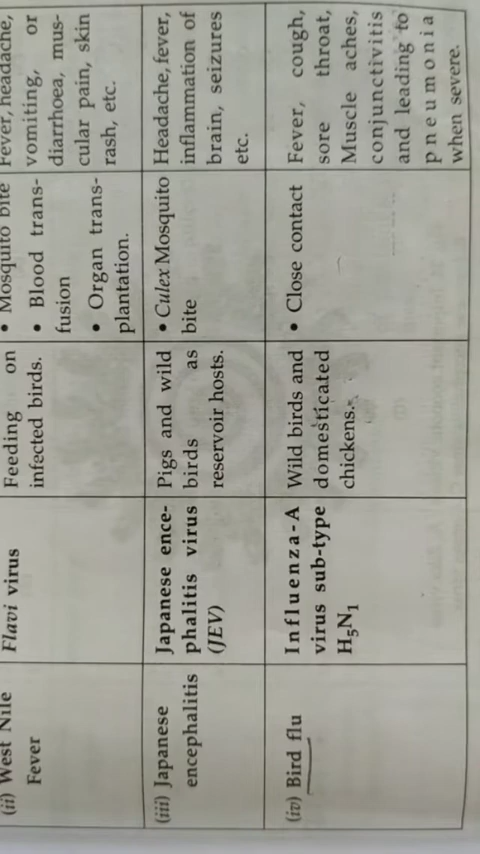 (ii) West Nile
Fever
Flavi virus
Feeding on
infected birds.
• Mosquito bite
• Blood trans-
fusion
• Organ trans-
plantation.
Fever, headache,
vomiting, or
diarrhoea, mus-
cular pain, skin
rash, etc.
(iii) Japanese
encephalitis
Japanese ence-
phalitis virus
(JEV)
Pigs and wild
birds as
reservoir hosts.
• Culex Mosquito
bite
Headache, fever,
inflammation of
brain, seizures
etc.
(iv) Bird flu
Influenza-A
virus sub-type
H₅N₁
Wild birds and
domesticated
chickens.
• Close contact
Fever, cough,
sore throat,
Muscle aches,
conjunctivitis
and leading to
pneumonia
when severe.